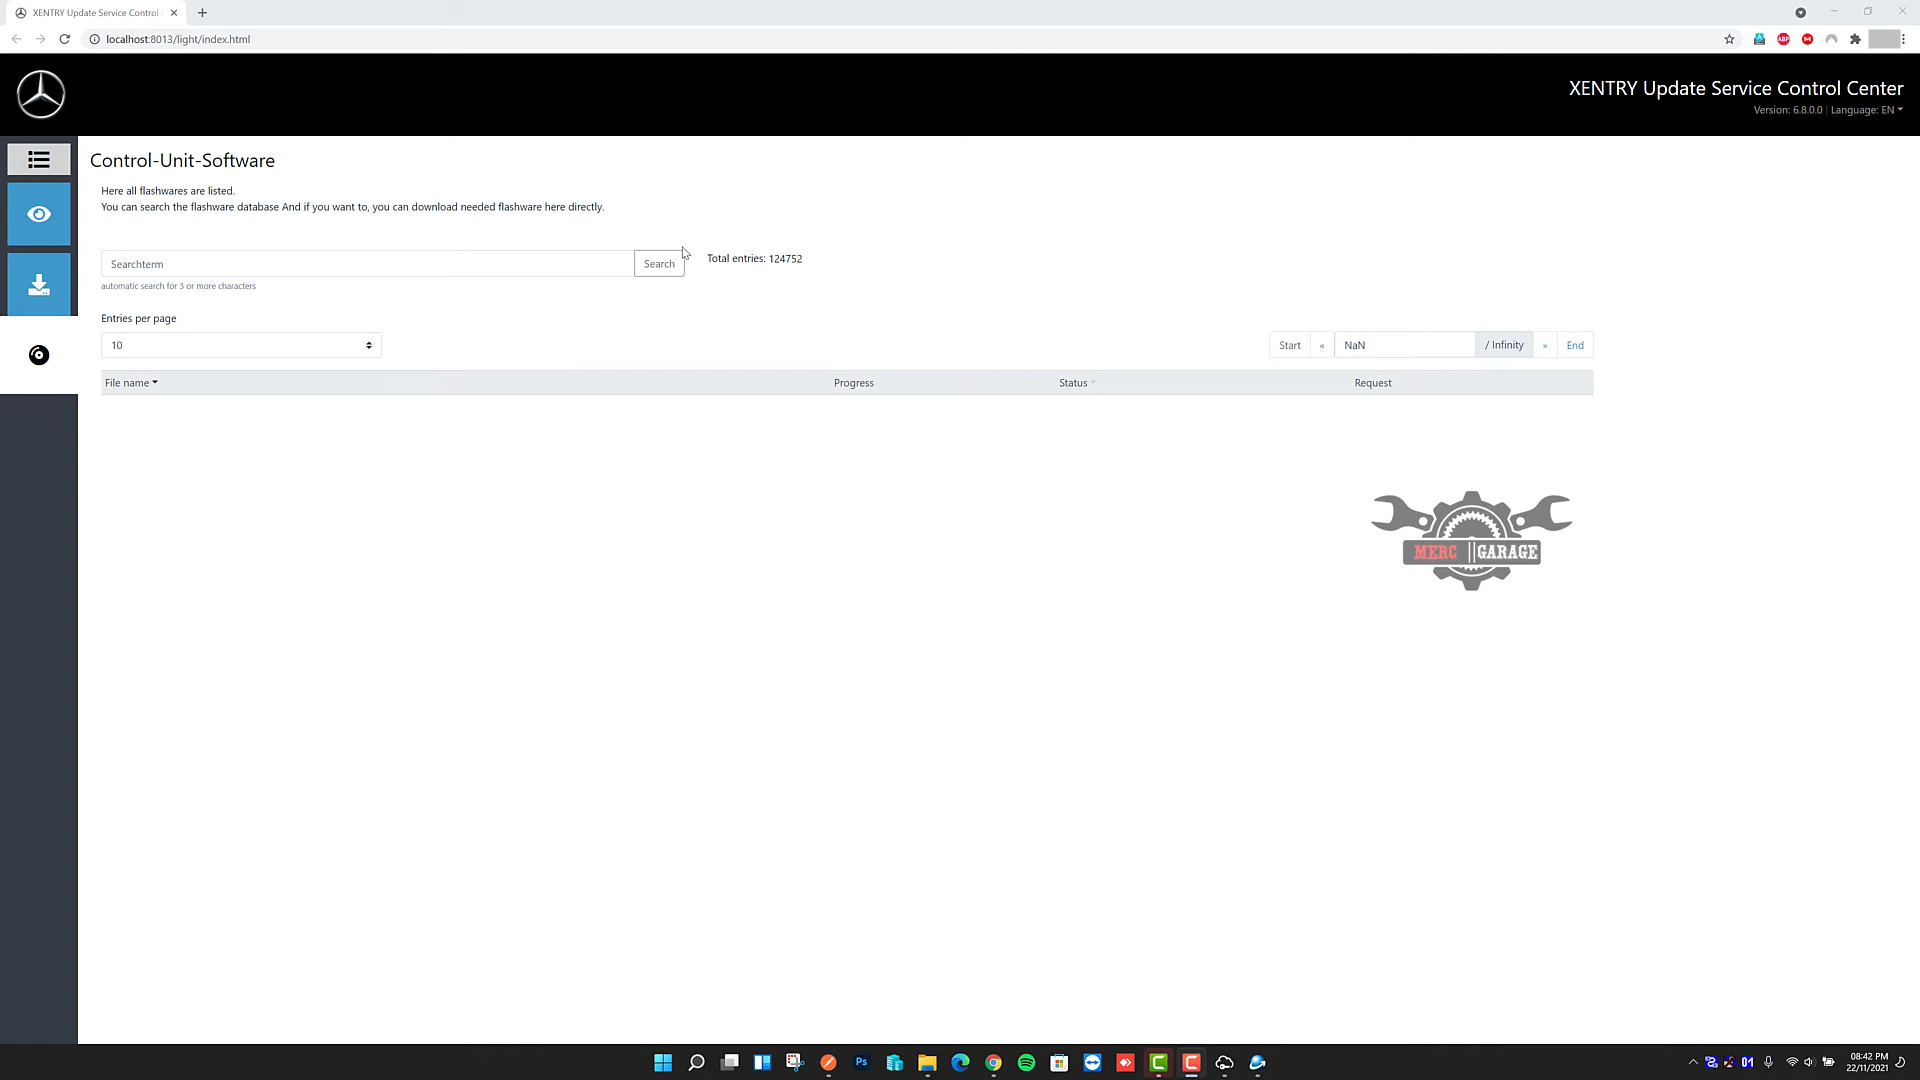 XENTRY Update Service Control
localhost:8013/light/index.html
ABP
XENTRY Update Service Control Center
Version: 6.8.0.0 | Language: EN
Control-Unit-Software
Here all flashwares are listed.
You can search the flashware database And if you want to, you can download needed flashware here directly.
Searchterm
Search
Total entries: 124752
automatic search for 3 or more characters
Entries per page
10
Start « NaN / Infinity » End
File name Progress Status Request
MERC || GARAGE
Ps
01
08:42 PM
22/11/2021